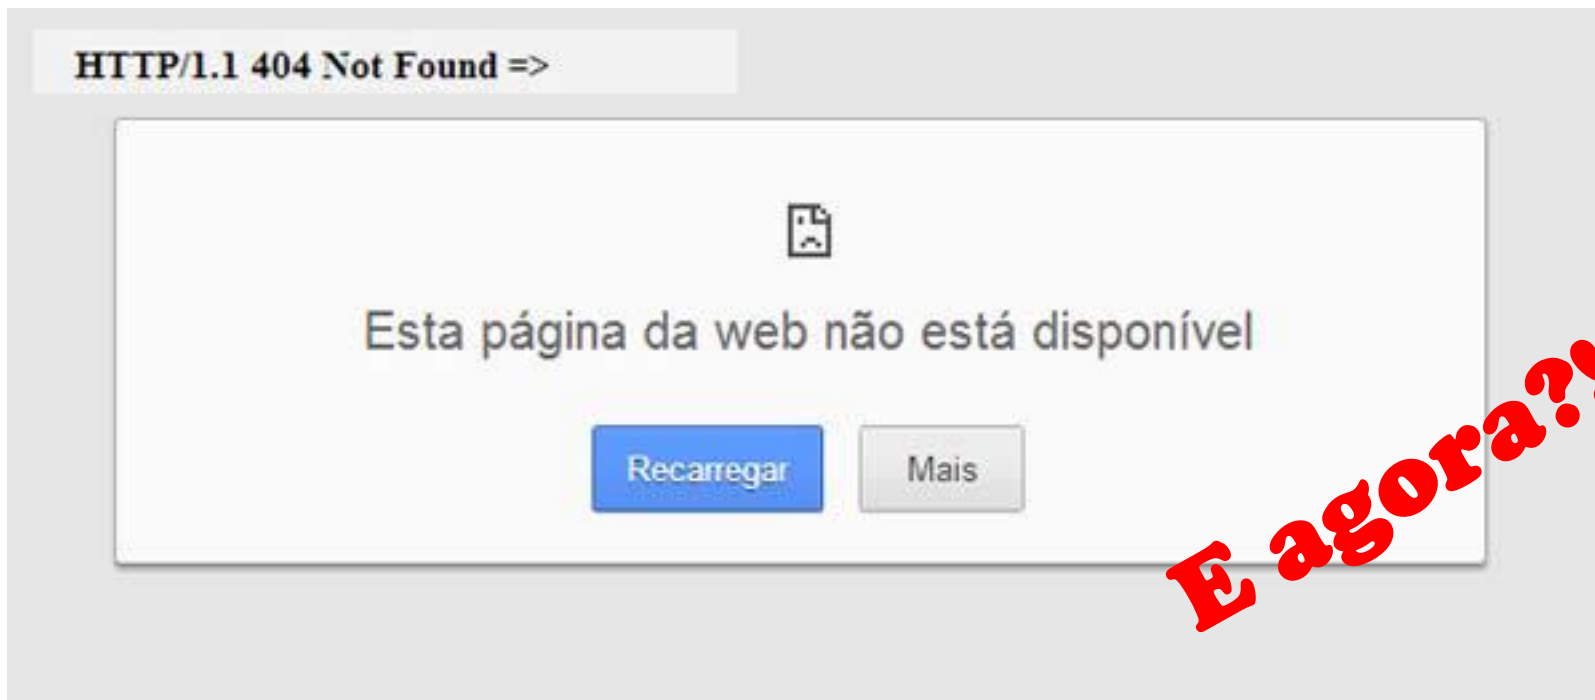 HTTP/1.1 404 Not Found =>
Esta página da web não está disponível
Recarregar
Mais
E agora??